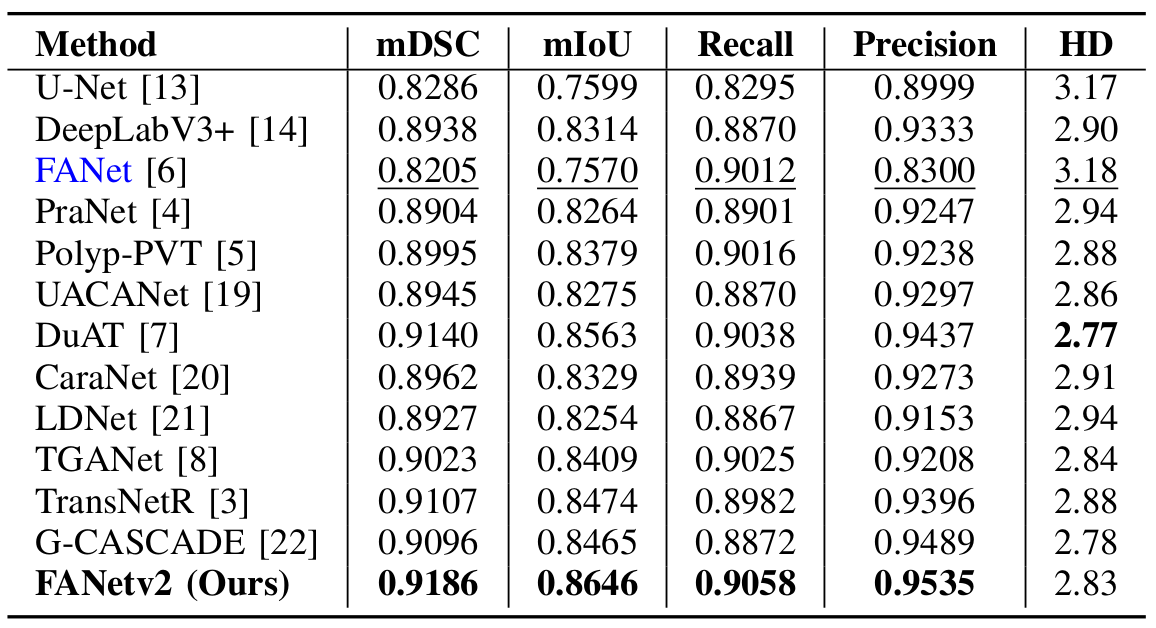 Method mDSC mIoU Recall Precision HD
U-Net [13] 0.8286 0.7599 0.8295 0.8999 3.17
DeepLabV3+ [14] 0.8938 0.8314 0.8870 0.9333 2.90
FANet [6] 0.8205 0.7570 0.9012 0.8300 3.18
PraNet [4] 0.8904 0.8264 0.8901 0.9247 2.94
Polyp-PVT [5] 0.8995 0.8379 0.9016 0.9238 2.88
UACANet [19] 0.8945 0.8275 0.8870 0.9297 2.86
DuAT [7] 0.9140 0.8563 0.9038 0.9437 2.77
CaraNet [20] 0.8962 0.8329 0.8939 0.9273 2.91
LDNet [21] 0.8927 0.8254 0.8867 0.9153 2.94
TGANet [8] 0.9023 0.8409 0.9025 0.9208 2.84
TransNetR [3] 0.9107 0.8474 0.8982 0.9396 2.88
G-CASCADE [22] 0.9096 0.8465 0.8872 0.9489 2.78
FANetv2 (Ours) 0.9186 0.8646 0.9058 0.9535 2.83